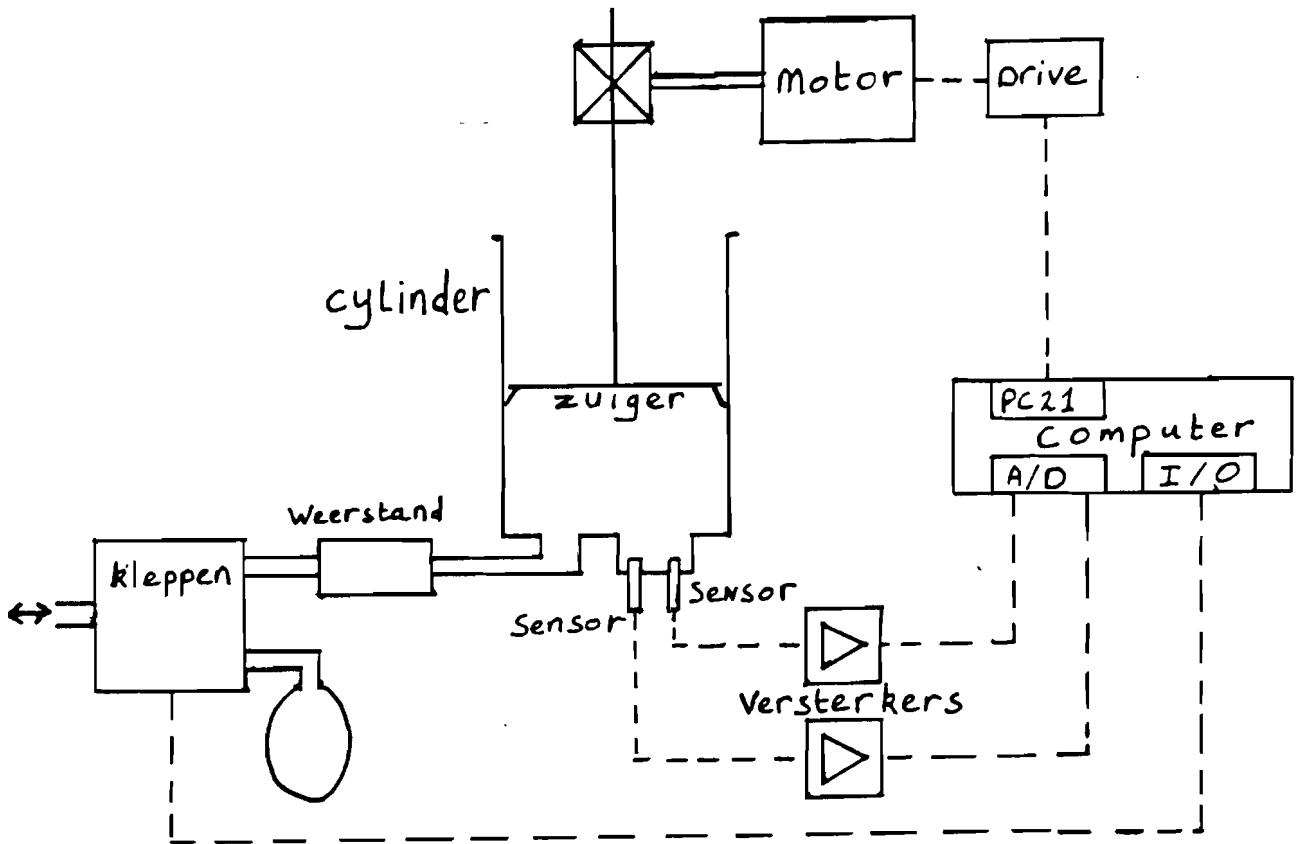 Motor
Drive
cylinder
zuiger
PC21
Computer
A/D
I/O
Weerstand
kleppen
Sensor
Sensor
Versterkers